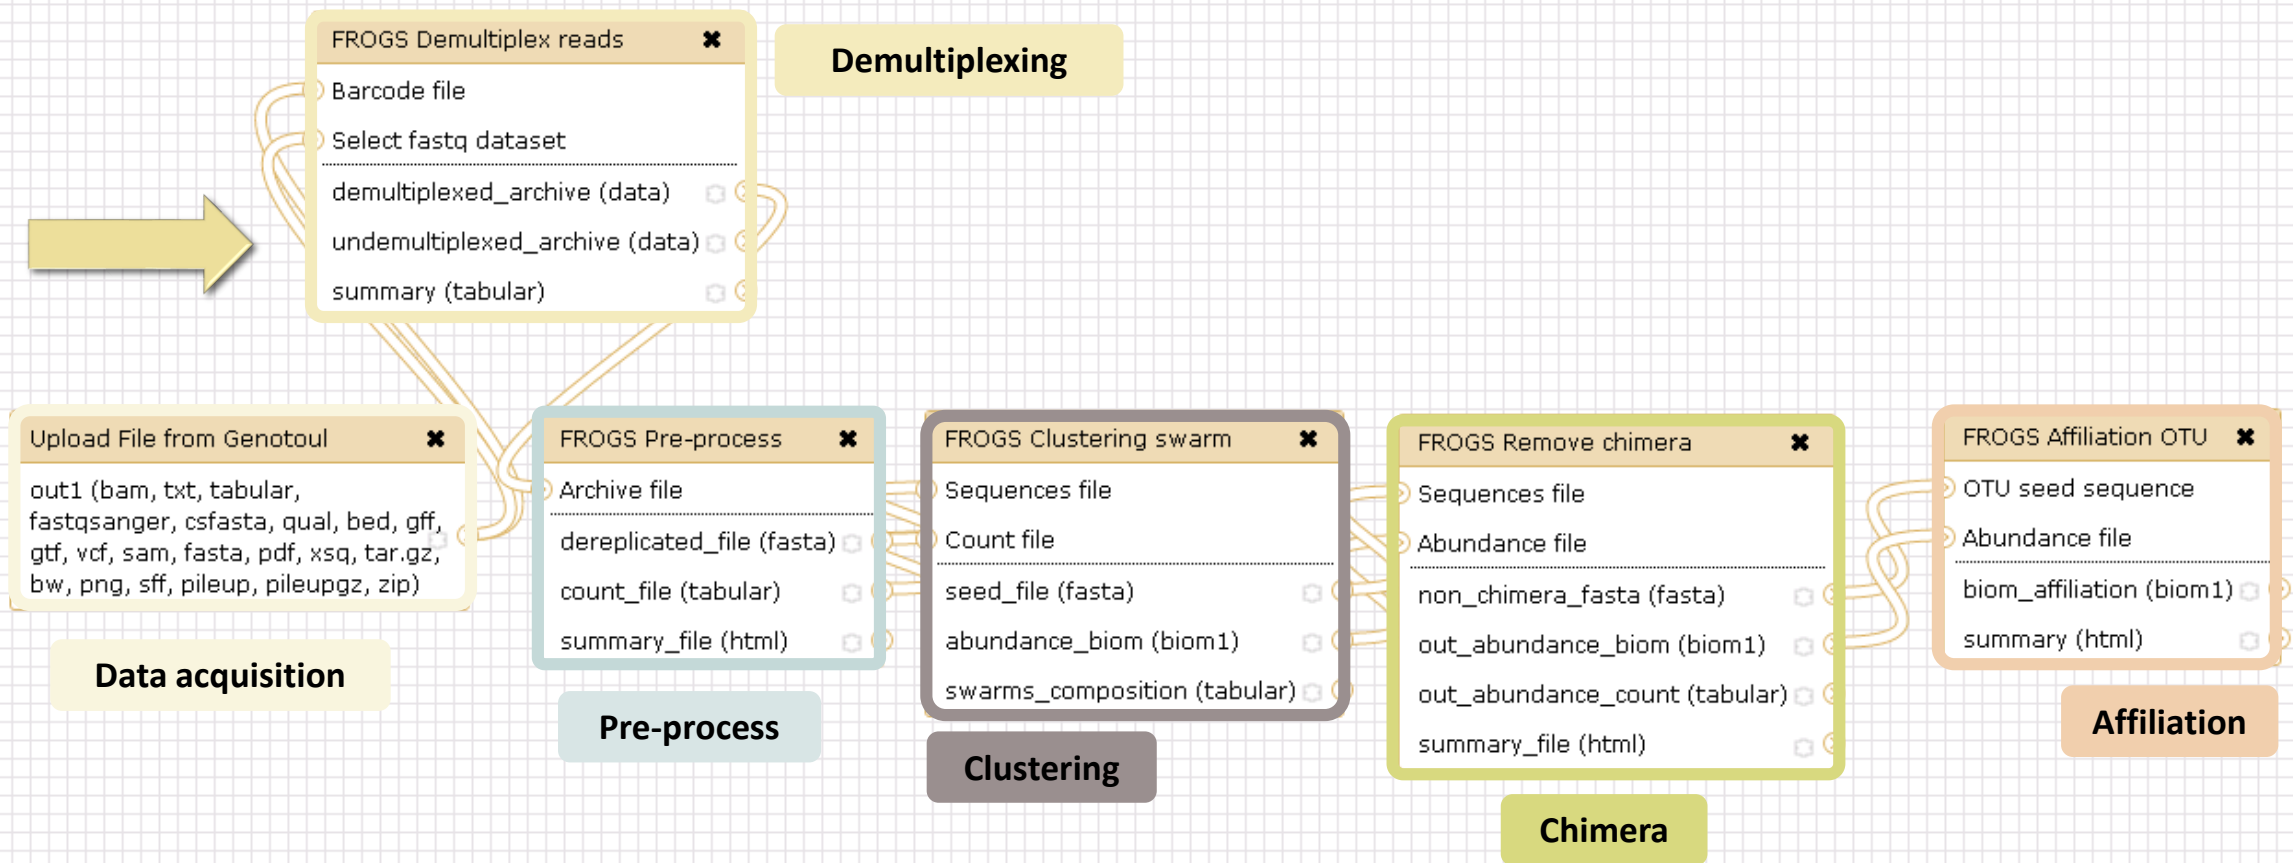 FROGS Demultiplex reads
Barcode file
Select fastq dataset
demultiplexed_archive (data)
undemultiplexed_archive (data)
summary (tabular)
Demultiplexing
Upload File from Genotoul
out1 (bam, txt, tabular,
fastqsanger, csfasta, qual, bed, gff,
gtf, vcf, sam, fasta, pdf, xsq, tar.gz,
bw, png, sff, pileup, pileupgz, zip)
Data acquisition
FROGS Pre-process
Archive file
dereplicated_file (fasta)
count_file (tabular)
summary_file (html)
Pre-process
FROGS Clustering swarm
Sequences file
Count file
seed_file (fasta)
abundance_biom (biom1)
swarms_composition (tabular)
Clustering
FROGS Remove chimera
Sequences file
Abundance file
non_chimera_fasta (fasta)
out_abundance_biom (biom1)
out_abundance_count (tabular)
summary_file (html)
Chimera
FROGS Affiliation OTU
OTU seed sequence
Abundance file
biom_affiliation (biom1)
summary (html)
Affiliation